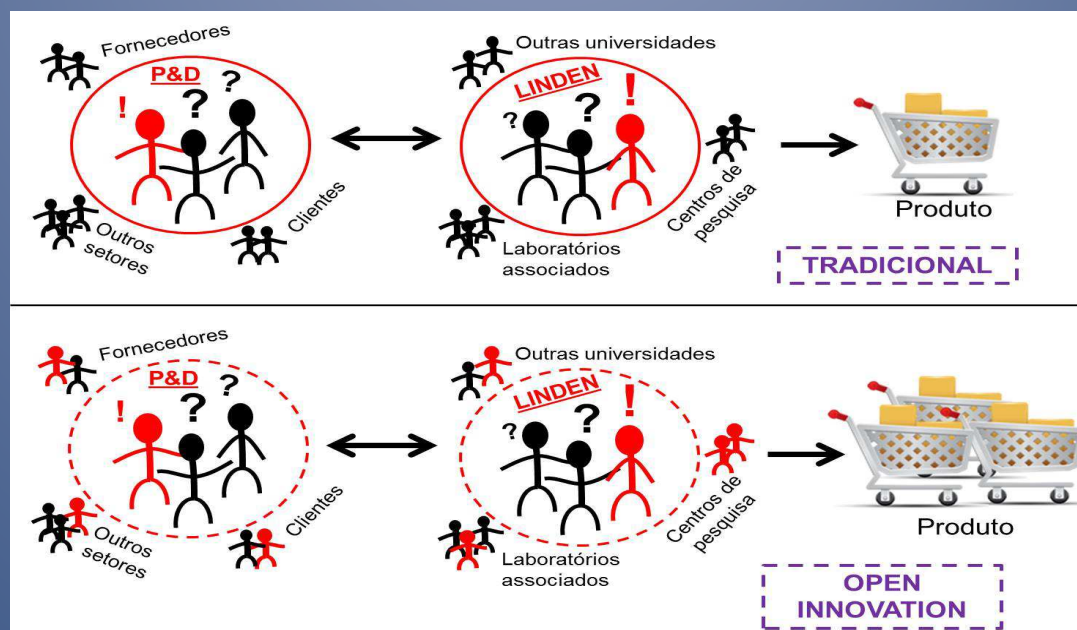 Fornecedores
P&D
?
?
!
Outros
setores
Clientes
Outras universidades
LINDEN
?
?
!
Centros de
pesquisa
Laboratórios
associados
Produto
TRADICIONAL
Fornecedores
P&D
?
?
!
Outros
setores
Clientes
Outras universidades
LINDEN
?
?
!
Centros de
pesquisa
Laboratórios
associados
Produto
OPEN
INNOVATION